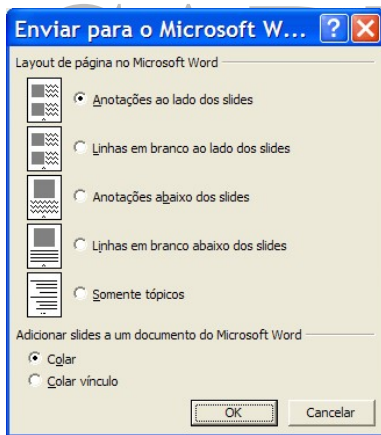 Enviar para o Microsoft W...
Layout de página no Microsoft Word
Anotações ao lado dos slides
Linhas em branco ao lado dos slides
Anotações abaixo dos slides
Linhas em branco abaixo dos slides
Somente tópicos
Adicionar slides a um documento do Microsoft Word
Colar
Colar vínculo
OK Cancelar